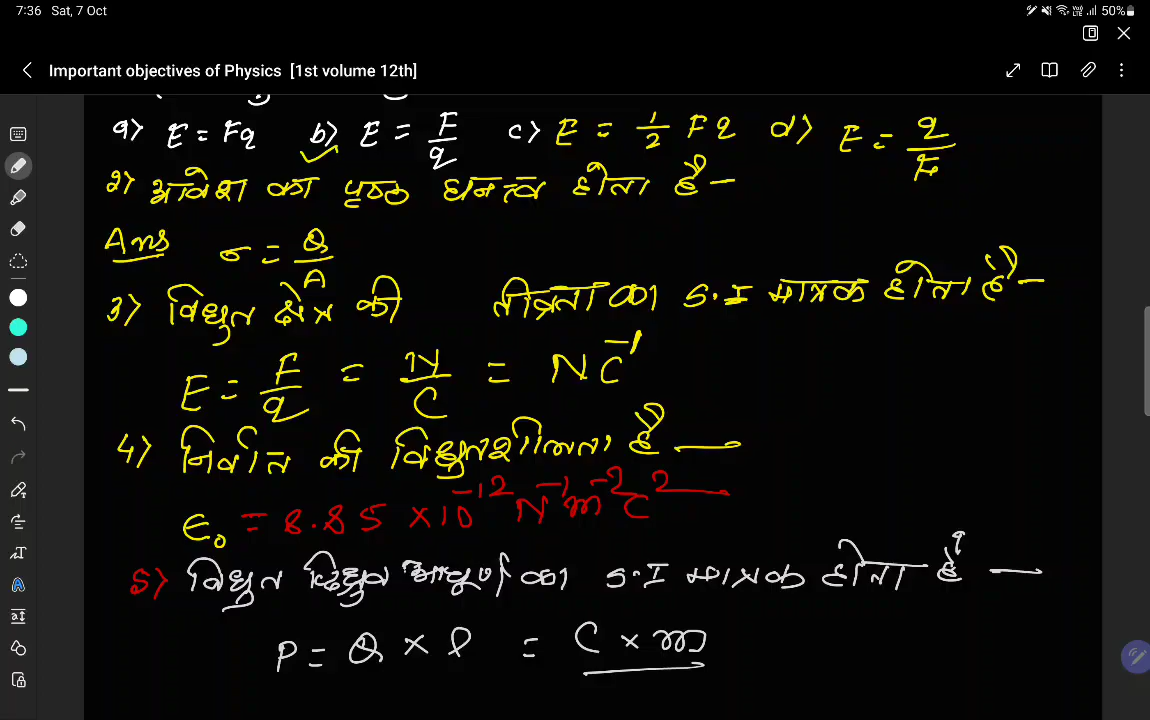 7:36 Sat, 7 Oct 50%
Important objectives of Physics [1st volume 12th]
a) E = Fq b) E = F/q c) E = 1/2 Fq d) E = q/F
2) आवेश का पृष्ठ घनत्व होता है —
Ans σ = Q/A
3) विधुत क्षेत्र की तीव्रता का S.I मात्रक होता है —
E = F/q = N/C = NC⁻¹
4) निर्वात की विधुतशीलता है —
ϵ₀ = 8.85 × 10⁻¹² N⁻¹m⁻²C²
5) विधुत द्विध्रुव आघूर्ण का S.I मात्रक होता है —
P = Q × l = C × m